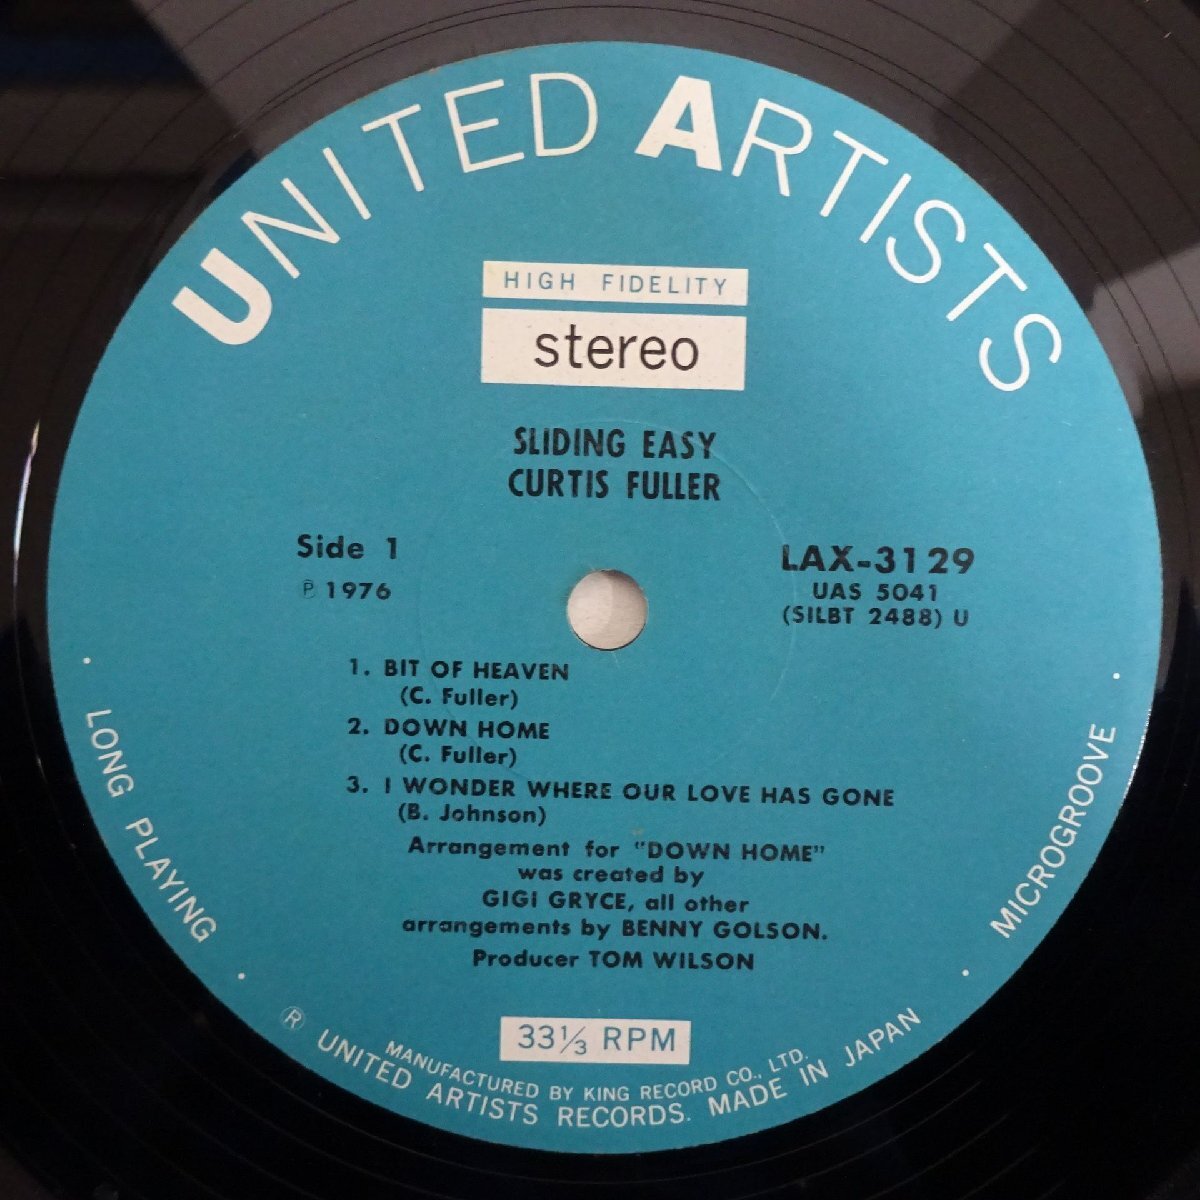 UNITED ARTISTS
HIGH FIDELITY
stereo
SLIDING EASY
CURTIS FULLER
Side 1
Ⓟ 1976
LAX-3129
UAS 5041
(SILBT 2488) U
1. BIT OF HEAVEN
(C. Fuller)
2. DOWN HOME
(C. Fuller)
3. I WONDER WHERE OUR LOVE HAS GONE
(B. Johnson)
Arrangement for "DOWN HOME"
was created by
GIGI GRYCE, all other
arrangements by BENNY GOLSON.
Producer TOM WILSON
· LONG PLAYING ·
· MICROGROOVE ·
33⅓ RPM
MANUFACTURED BY KING RECORD CO., LTD.
Ⓡ UNITED ARTISTS RECORDS. MADE IN JAPAN